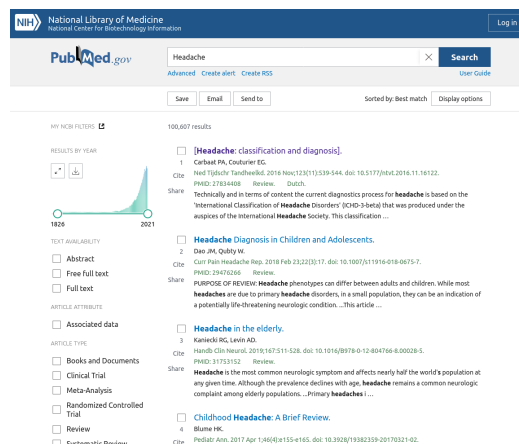 NIH National Library of Medicine
National Center for Biotechnology Information
Log in
PubMed.gov
Headache
Search
Advanced Create alert Create RSS
User Guide
Save Email Send to Sorted by: Best match Display options
MY NCBI FILTERS
100,607 results
RESULTS BY YEAR
1826 2021
TEXT AVAILABILITY
Abstract
Free full text
Full text
ARTICLE ATTRIBUTE
Associated data
ARTICLE TYPE
Books and Documents
Clinical Trial
Meta-Analysis
Randomized Controlled
Trial
Review
Systematic Review
[Headache: classification and diagnosis].
1 Carbaat PA, Couturier EG.
Cite Ned Tijdschr Tandheelkd. 2016 Nov;123(11):539-544. doi: 10.5177/ntvt.2016.11.16122.
PMID: 27834408 Review. Dutch.
Share Technically and in terms of content the current diagnostics process for headache is based on the
'International Classification of Headache Disorders' (ICHD-3-beta) that was produced under the
auspices of the International Headache Society. This classification ...
Headache Diagnosis in Children and Adolescents.
2 Dao JM, Qubty W.
Cite Curr Pain Headache Rep. 2018 Feb 23;22(3):17. doi: 10.1007/s11916-018-0675-7.
PMID: 29476266 Review.
Share PURPOSE OF REVIEW: Headache phenotypes can differ between adults and children. While most
headaches are due to primary headache disorders, in a small population, they can be an indication of
a potentially life-threatening neurologic condition. ...This article ...
Headache in the elderly.
3 Kaniecki RG, Levin AD.
Cite Handb Clin Neurol. 2019;167:511-528. doi: 10.1016/B978-0-12-804766-8.00028-5.
PMID: 31753152 Review.
Share Headache is the most common neurologic symptom and affects nearly half the world's population at
any given time. Although the prevalence declines with age, headache remains a common neurologic
complaint among elderly populations. ...Primary headaches i ...
Childhood Headache: A Brief Review.
4 Blume HK.
Cite Pediatr Ann. 2017 Apr 1;46(4):e155-e165. doi: 10.3928/19382359-20170321-02.